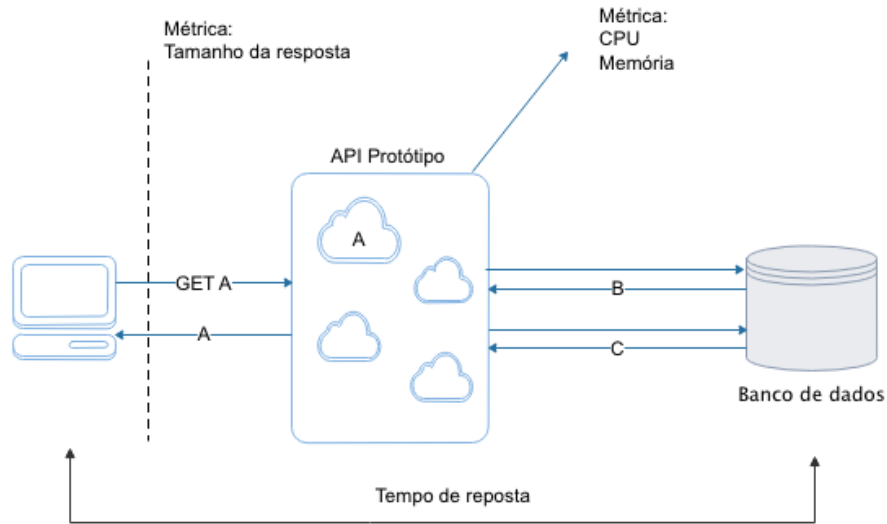 Métrica:
Tamanho da resposta
Métrica:
CPU
Memória
API Protótipo
A
GET A
A
B
C
Banco de dados
Tempo de reposta